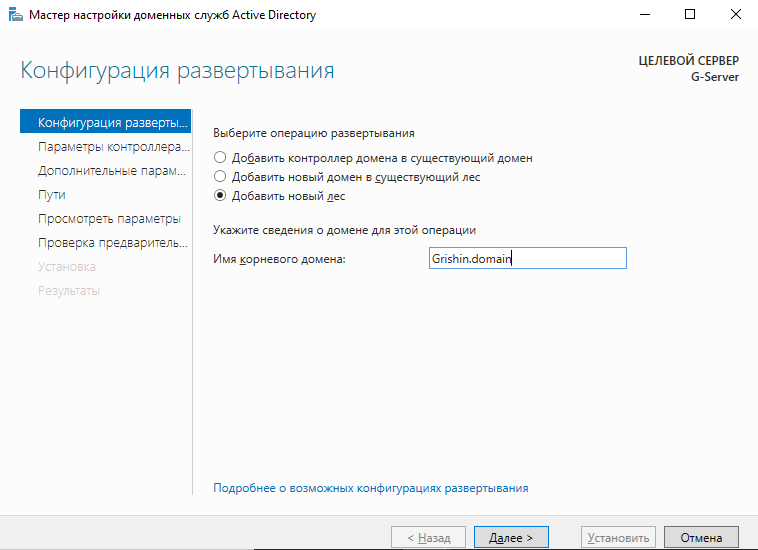 Мастер настройки доменных служб Active Directory
Конфигурация развертывания
ЦЕЛЕВОЙ СЕРВЕР
G-Server
Конфигурация разверты...
Параметры контроллера...
Дополнительные парам...
Пути
Просмотреть параметры
Проверка предваритель...
Установка
Результаты
Выберите операцию развертывания
Добавить контроллер домена в существующий домен
Добавить новый домен в существующий лес
Добавить новый лес
Укажите сведения о домене для этой операции
Имя корневого домена: Grishin.domain
Подробнее о возможных конфигурациях развертывания
< Назад Далее > Установить Отмена